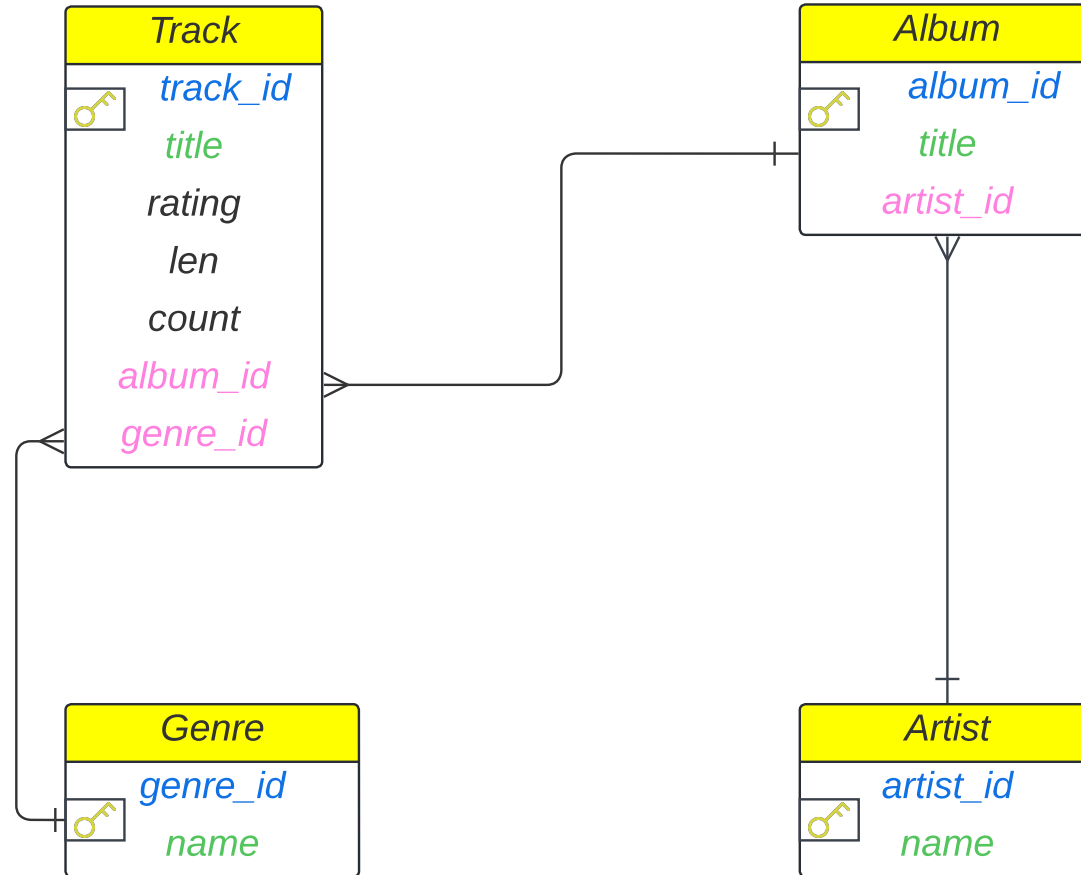 Track
track_id
title
rating
len
count
album_id
genre_id
Album
album_id
title
artist_id
Genre
genre_id
name
Artist
artist_id
name